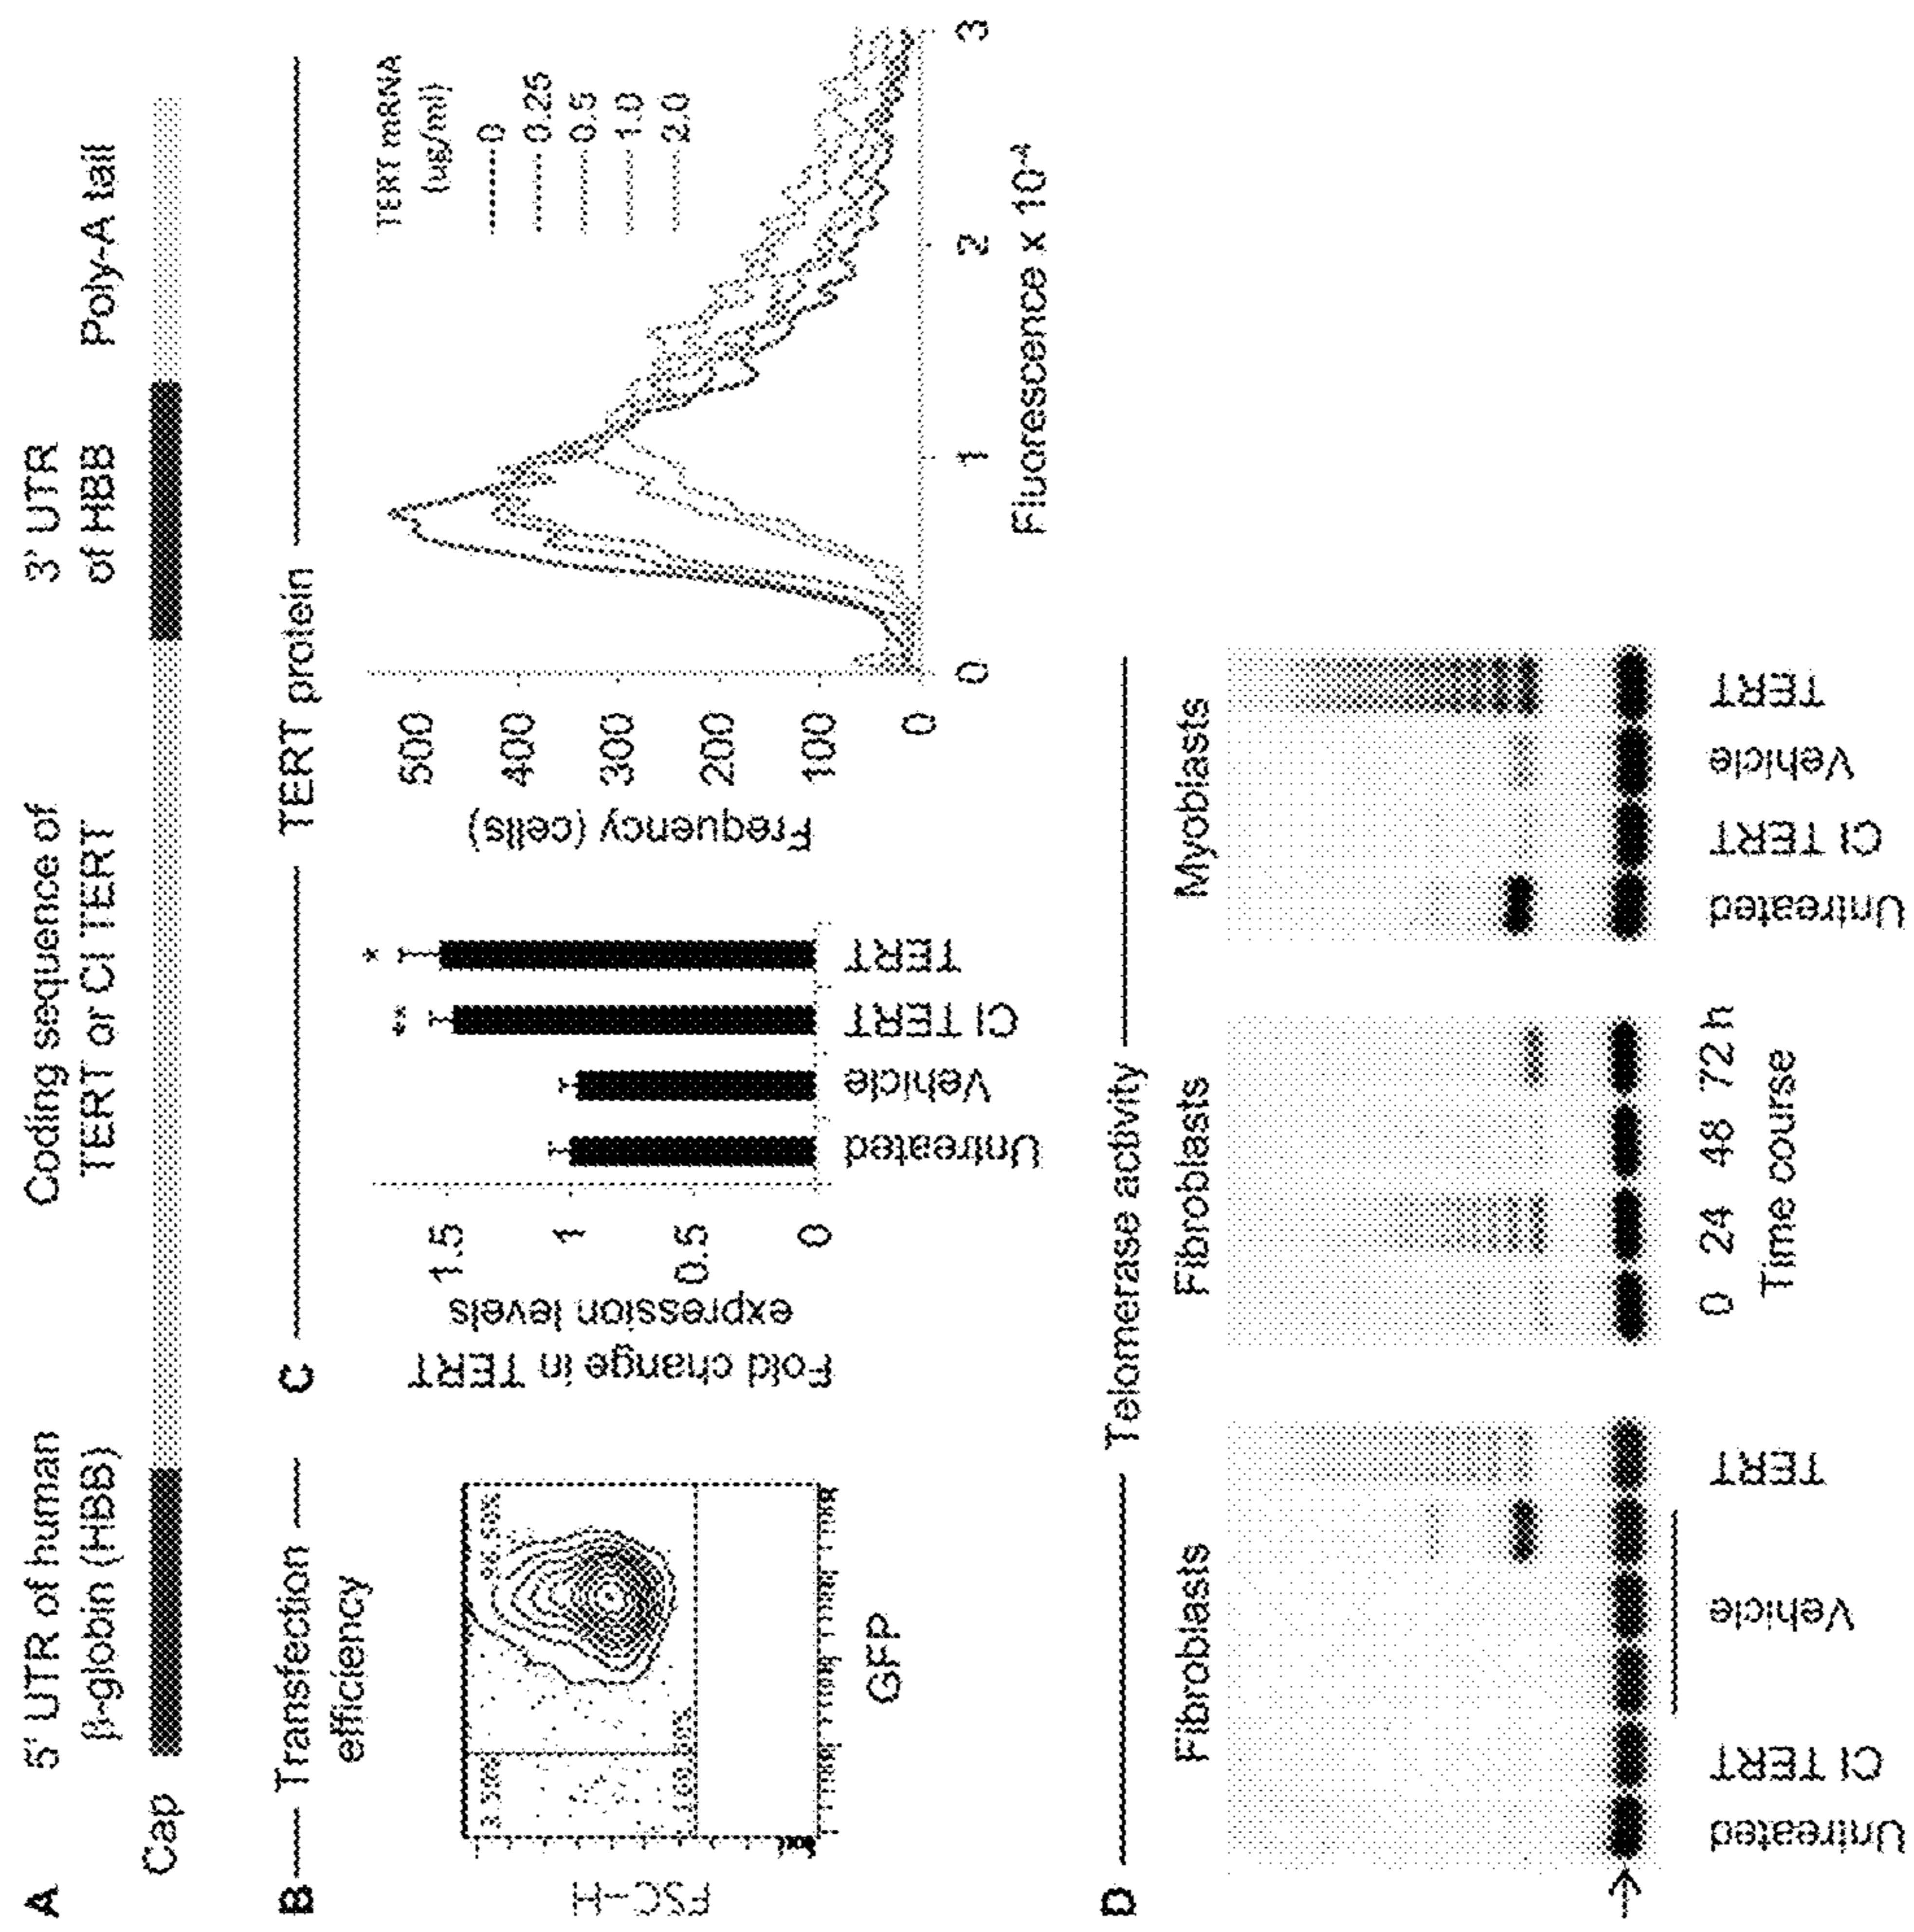 A
5' UTR of human
β-globin (HBB)
Coding sequence of
TERT or CI TERT
3' UTR
of HBB
Poly-A tail
Cap
B
Transfection
efficiency
FSC-H
GFP
C
TERT protein
Fold change in TERT
expression levels
1.5
1
0.5
0
**
*
Untreated
Vehicle
CI TERT
TERT
Frequency (cells)
500
400
300
200
100
0
TERT mRNA
(ug/ml)
0
0.25
0.5
1.0
2.0
0 1 2 3
Fluorescence x 10-4
D
Telomerase activity
Fibroblasts
Untreated
CI TERT
Vehicle
TERT
Fibroblasts
0 24 48 72 h
Time course
Myoblasts
Untreated
CI TERT
Vehicle
TERT